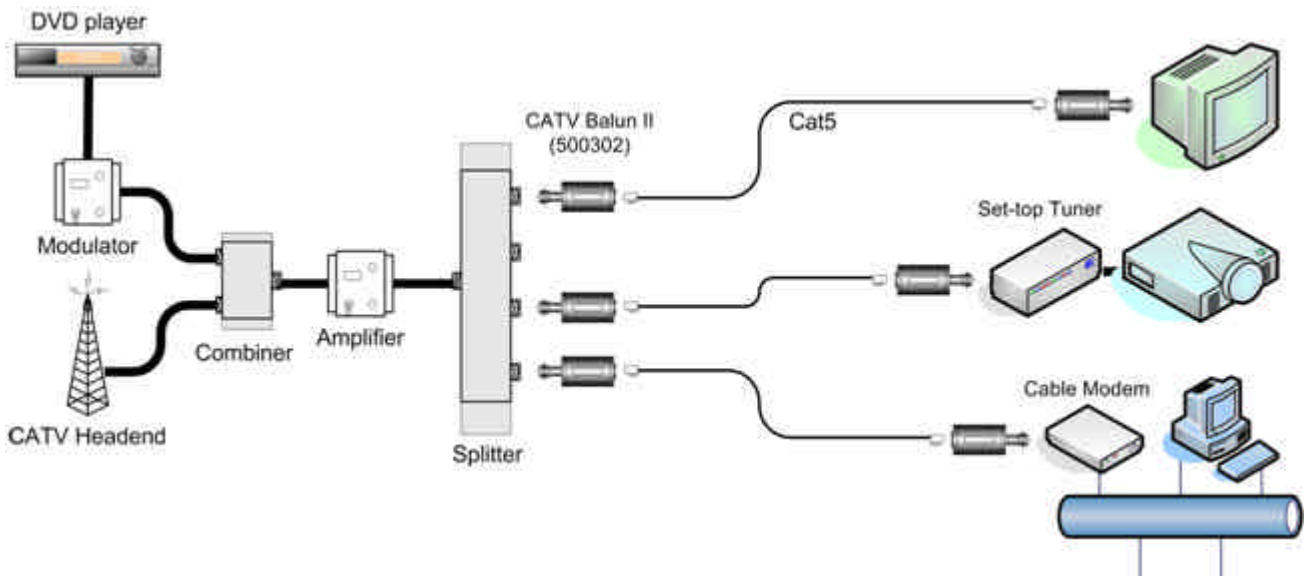 DVD player
Modulator
CATV Headend
Combiner
Amplifier
Splitter
CATV Balun II
(500302)
Cat5
Set-top Tuner
Cable Modem